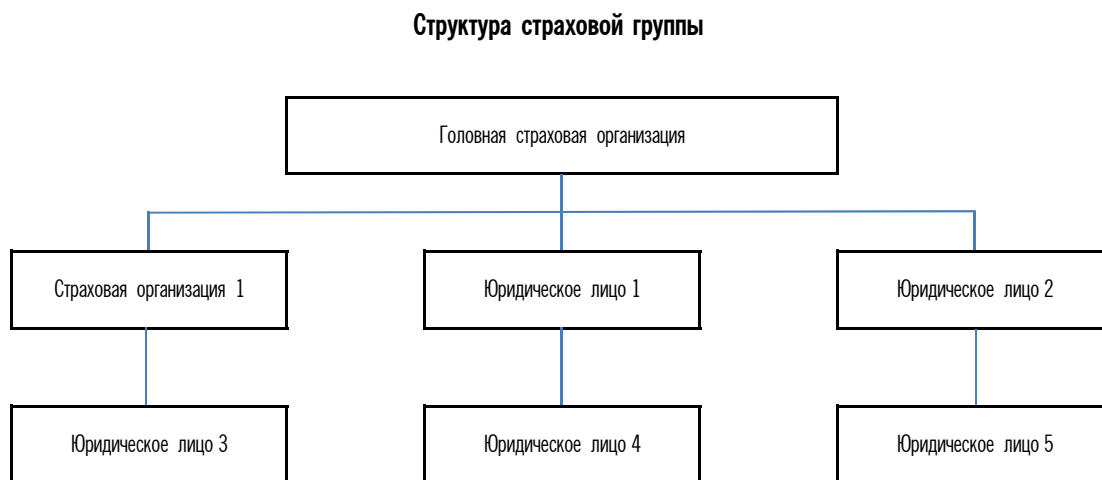 Структура страховой группы
Головная страховая организация
Страховая организация 1
Юридическое лицо 1
Юридическое лицо 2
Юридическое лицо 3
Юридическое лицо 4
Юридическое лицо 5